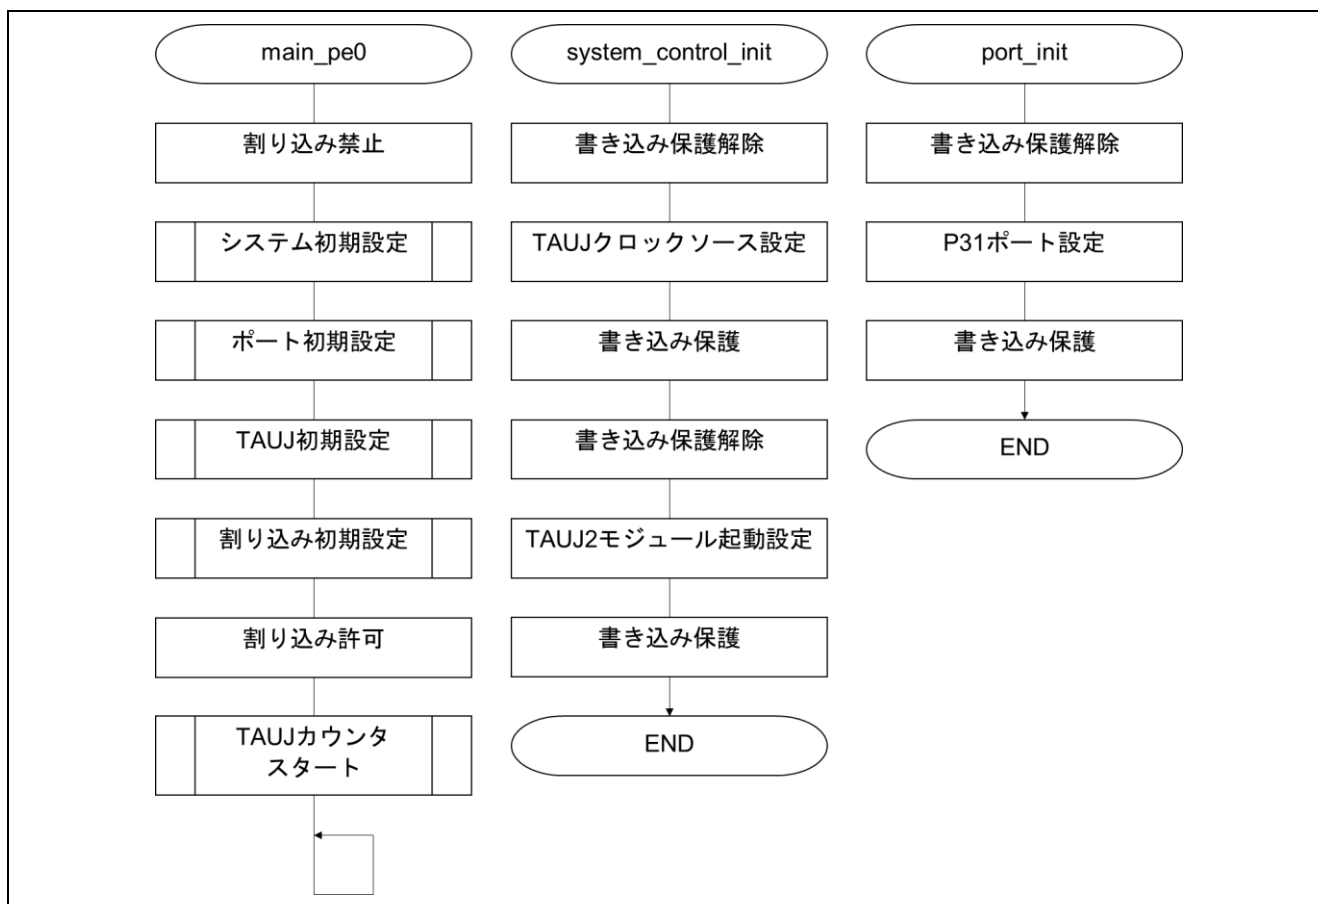 main_pe0
割り込み禁止
システム初期設定
ポート初期設定
TAUJ初期設定
割り込み初期設定
割り込み許可
TAUJカウンタ
スタート
system_control_init
書き込み保護解除
TAUJクロックソース設定
書き込み保護
書き込み保護解除
TAUJ2モジュール起動設定
書き込み保護
END
port_init
書き込み保護解除
P31ポート設定
書き込み保護
END